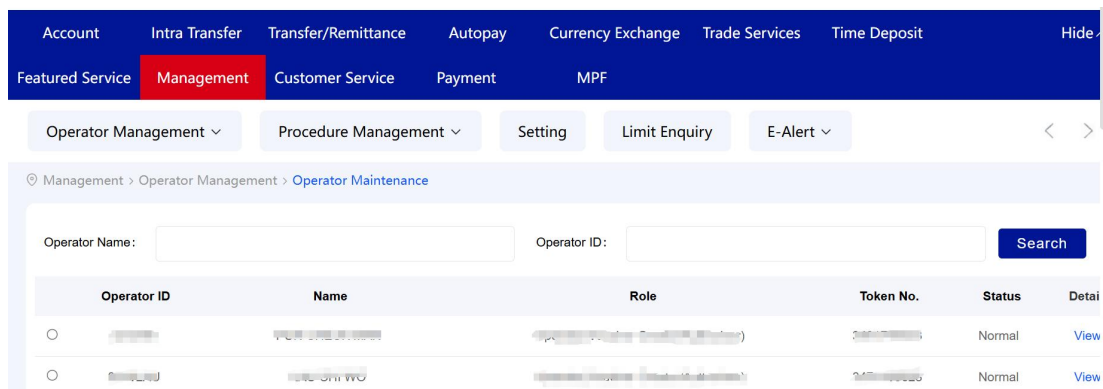 Account Intra Transfer Transfer/Remittance Autopay Currency Exchange Trade Services Time Deposit Hide
Featured Service Management Customer Service Payment MPF
Operator Management Procedure Management Setting Limit Enquiry E-Alert
Management > Operator Management > Operator Maintenance
Operator Name: Operator ID: Search
Operator ID Name Role Token No. Status Detai
Normal View
Normal View